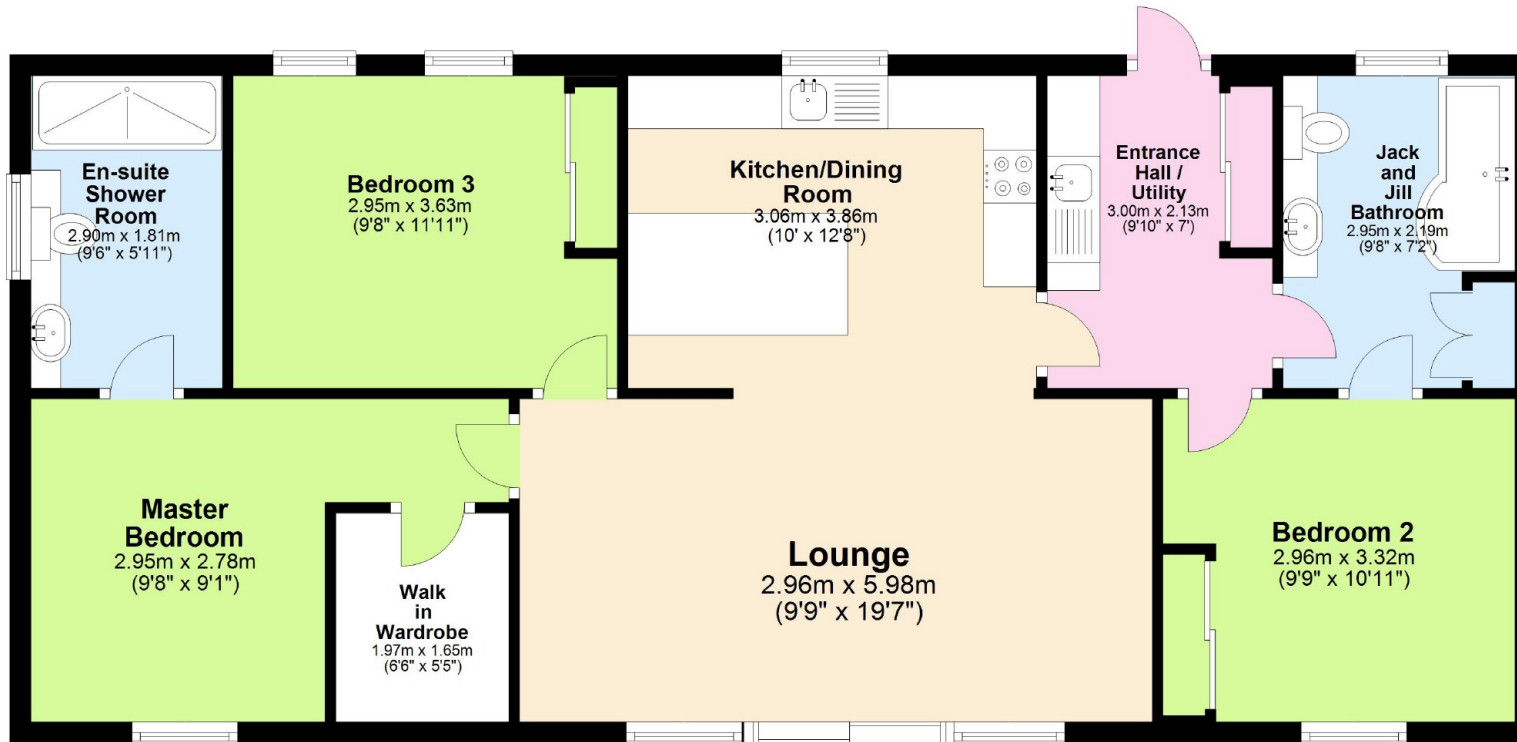 En-suite
Shower
Room
2.90m x 1.81m
(9'6" x 5'11")
Bedroom 3
2.95m x 3.63m
(9'8" x 11'11")
Kitchen/Dining
Room
3.06m x 3.86m
(10' x 12'8")
Entrance
Hall /
Utility
3.00m x 2.13m
(9'10" x 7')
Jack
and
Jill
Bathroom
2.95m x 2.19m
(9'8" x 7'2")
Master
Bedroom
2.95m x 2.78m
(9'8" x 9'1")
Walk
in
Wardrobe
1.97m x 1.65m
(6'6" x 5'5")
Lounge
2.96m x 5.98m
(9'9" x 19'7")
Bedroom 2
2.96m x 3.32m
(9'9" x 10'11")